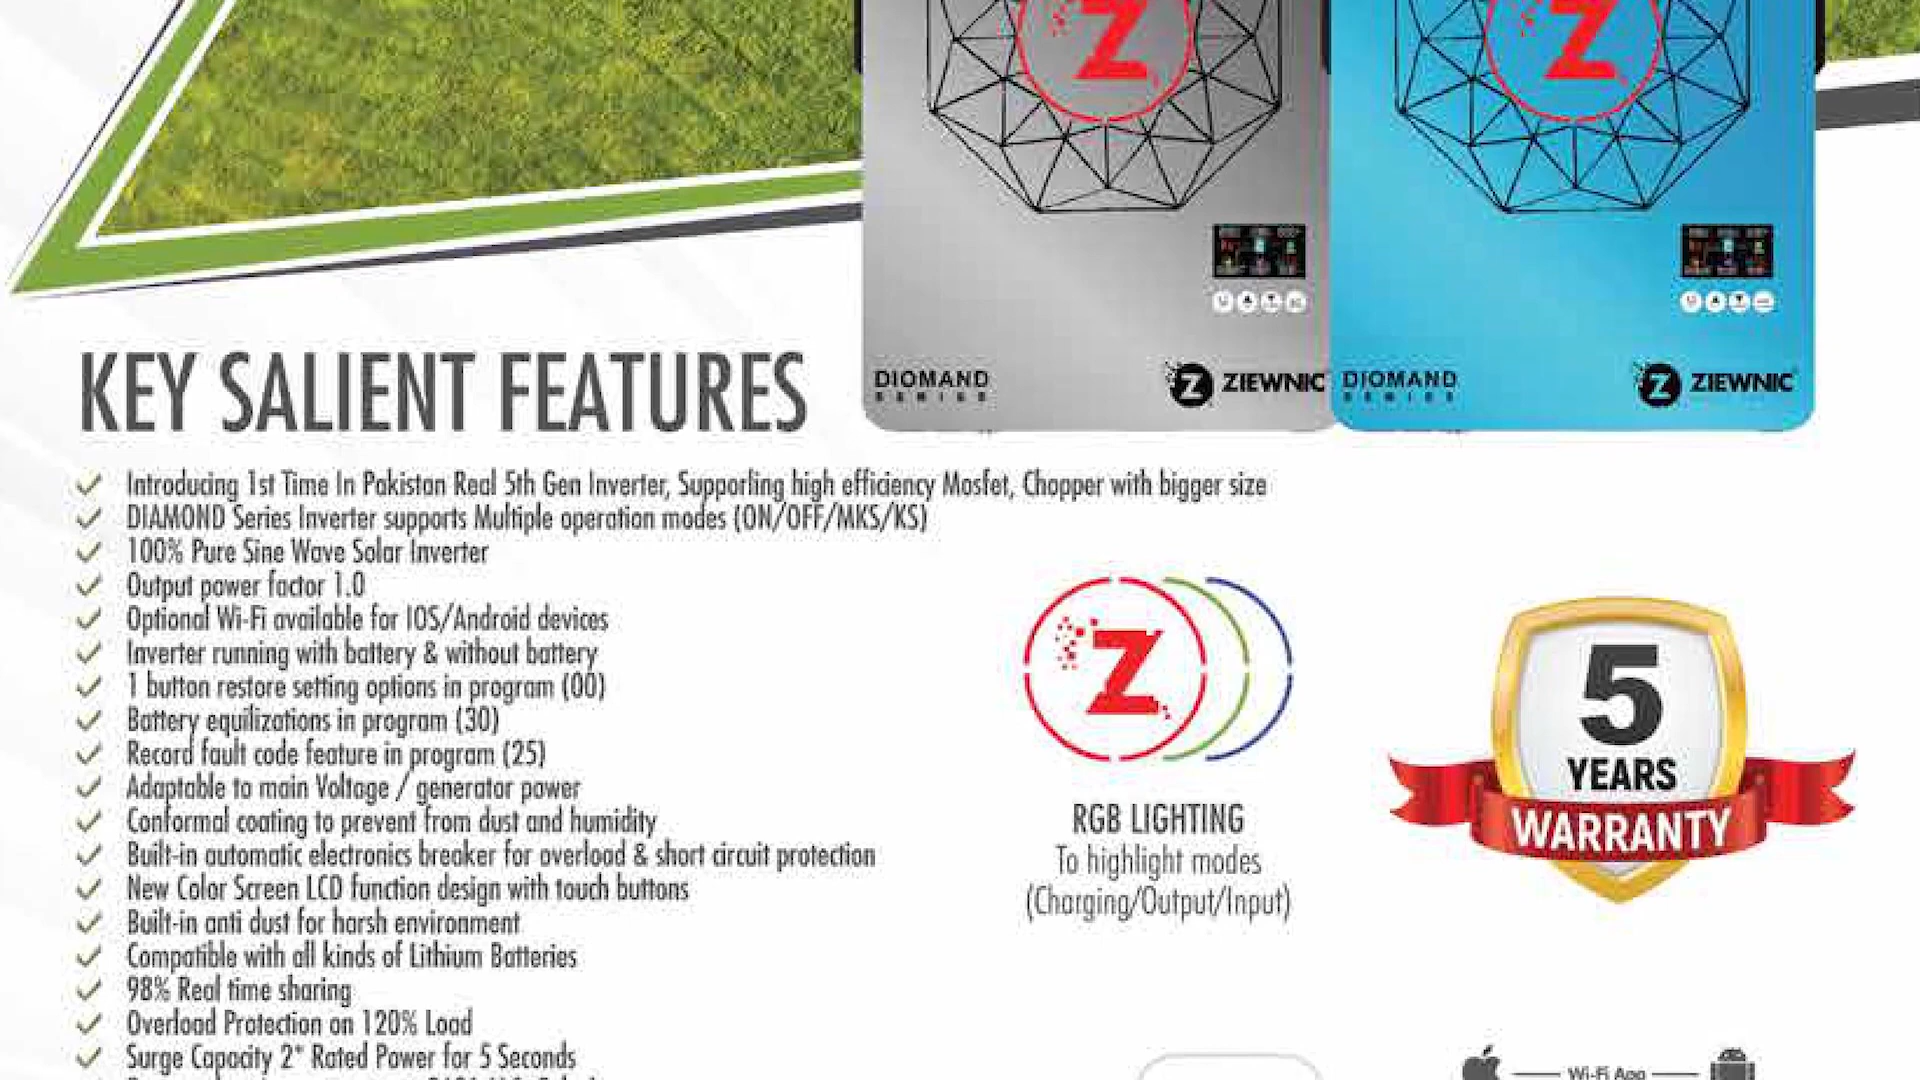 Z
Z
DIOMAND
SERIES
Z ZIEWNIC
DIOMAND
SERIES
Z ZIEWNIC
KEY SALIENT FEATURES
Introducing 1st Time In Pakistan Real 5th Gen Inverter, Supporting high efficiency Mosfet, Chopper with bigger size
DIAMOND Series Inverter supports Multiple operation modes (ON/OFF/MKS/KS)
100% Pure Sine Wave Solar Inverter
Output power factor 1.0
Optional Wi-Fi available for IOS/Android devices
Inverter running with battery & without battery
1 button restore setting options in program (00)
Battery equilizations in program (30)
Record fault code feature in program (25)
Adaptable to main Voltage / generator power
Conformal coating to prevent from dust and humidity
Built-in automatic electronics breaker for overload & short circuit protection
New Color Screen LCD function design with touch buttons
Built-in anti dust for harsh environment
Compatible with all kinds of Lithium Batteries
98% Real time sharing
Overload Protection on 120% Load
Surge Capacity 2* Rated Power for 5 Seconds
Z
RGB LIGHTING
To highlight modes
(Charging/Output/Input)
5
YEARS
WARRANTY
Wi-Fi App